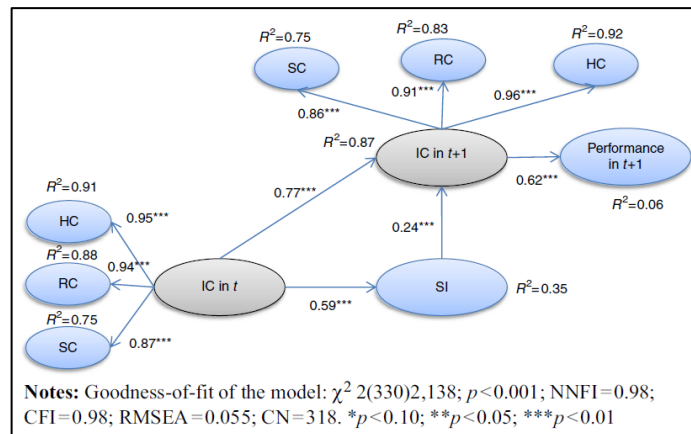 R²=0.75
R²=0.83
R²=0.92
SC
RC
HC
0.86***
0.91***
0.96***
R²=0.87
IC in t+1
Performance
in t+1
0.77***
0.62***
R²=0.06
R²=0.91
HC
0.95***
R²=0.88
RC
0.94***
0.24***
IC in t
SI
R²=0.35
0.59***
R²=0.75
SC
0.87***
Notes: Goodness-of-fit of the model: χ² 2(330)2,138; p<0.001; NNFI=0.98;
CFI=0.98; RMSEA=0.055; CN=318. *p<0.10; **p<0.05; ***p<0.01